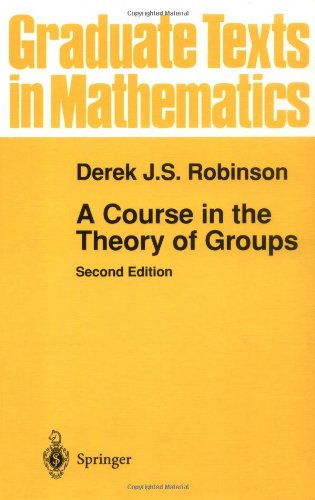 Graduate Texts
in Mathematics
Derek J.S. Robinson
A Course in the
Theory of Groups
Second Edition
Springer